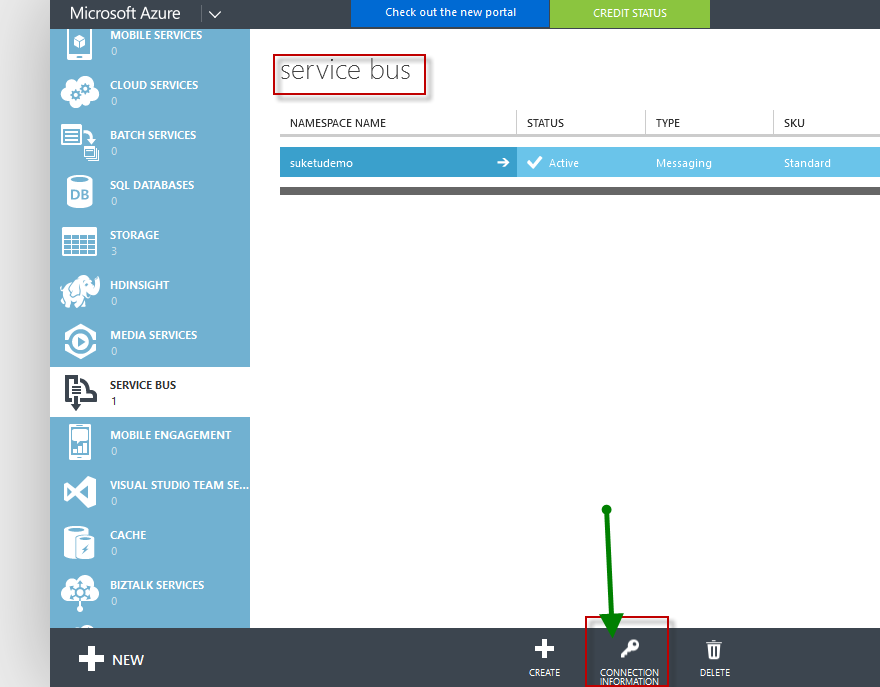 Microsoft Azure
Check out the new portal
CREDIT STATUS
MOBILE SERVICES
0
CLOUD SERVICES
0
BATCH SERVICES
0
DB
SQL DATABASES
0
STORAGE
3
HDINSIGHT
0
MEDIA SERVICES
0
SERVICE BUS
1
MOBILE ENGAGEMENT
0
VISUAL STUDIO TEAM SE...
0
CACHE
0
BIZTALK SERVICES
0
service bus
NAMESPACE NAME STATUS TYPE SKU
suketudemo Active Messaging Standard
NEW
CREATE
CONNECTION
INFORMATION
DELETE